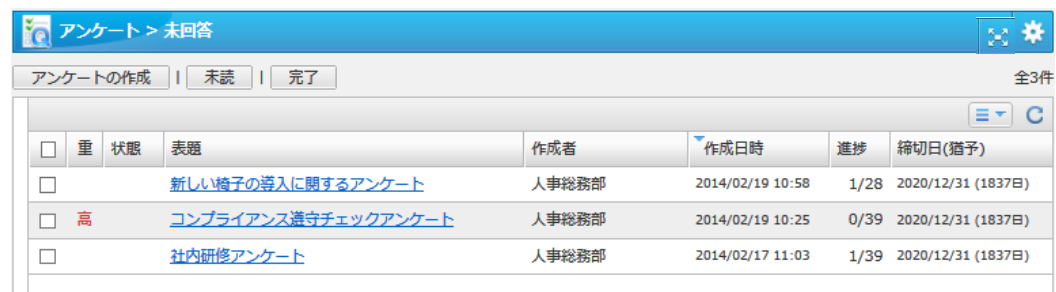 アンケート > 未回答
アンケートの作成 | 未読 | 完了 全3件
重 状態 表題 作成者 作成日時 進捗 締切日(猶予)
新しい椅子の導入に関するアンケート 人事総務部 2014/02/19 10:58 1/28 2020/12/31 (1837日)
高 コンプライアンス遵守チェックアンケート 人事総務部 2014/02/19 10:25 0/39 2020/12/31 (1837日)
社内研修アンケート 人事総務部 2014/02/17 11:03 1/39 2020/12/31 (1837日)